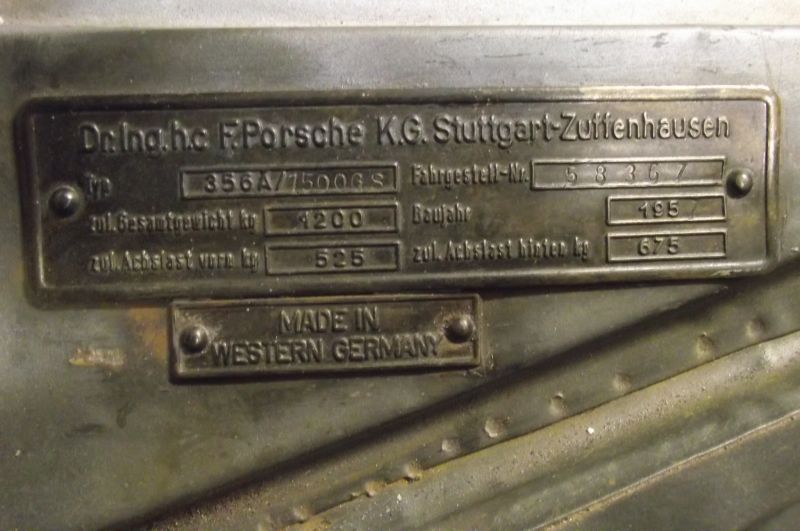 Dr.Ing.h.c. F.Porsche K.G. Stuttgart-Zuffenhausen
Typ 356A/1500GS Fahrgestell-Nr. 58367
zul. Gesamtgewicht kg 1200 Baujahr 1957
zul. Achslast vorn kg 525 zul. Achslast hinten kg 675
MADE IN
WESTERN GERMANY